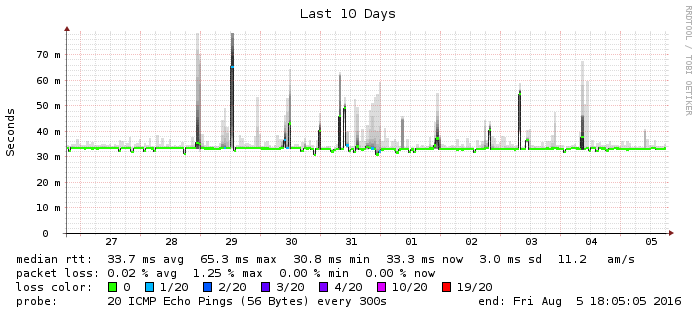 Last 10 Days
RRDTOOL / TOBI OETIKER
Seconds
70 m
60 m
50 m
40 m
30 m
20 m
10 m
0
27 28 29 30 31 01 02 03 04 05
median rtt: 33.7 ms avg 65.3 ms max 30.8 ms min 33.3 ms now 3.0 ms sd 11.2 am/s
packet loss: 0.02 % avg 1.25 % max 0.00 % min 0.00 % now
loss color: 0 1/20 2/20 3/20 4/20 10/20 19/20
probe: 20 ICMP Echo Pings (56 Bytes) every 300s end: Fri Aug 5 18:05:05 2016